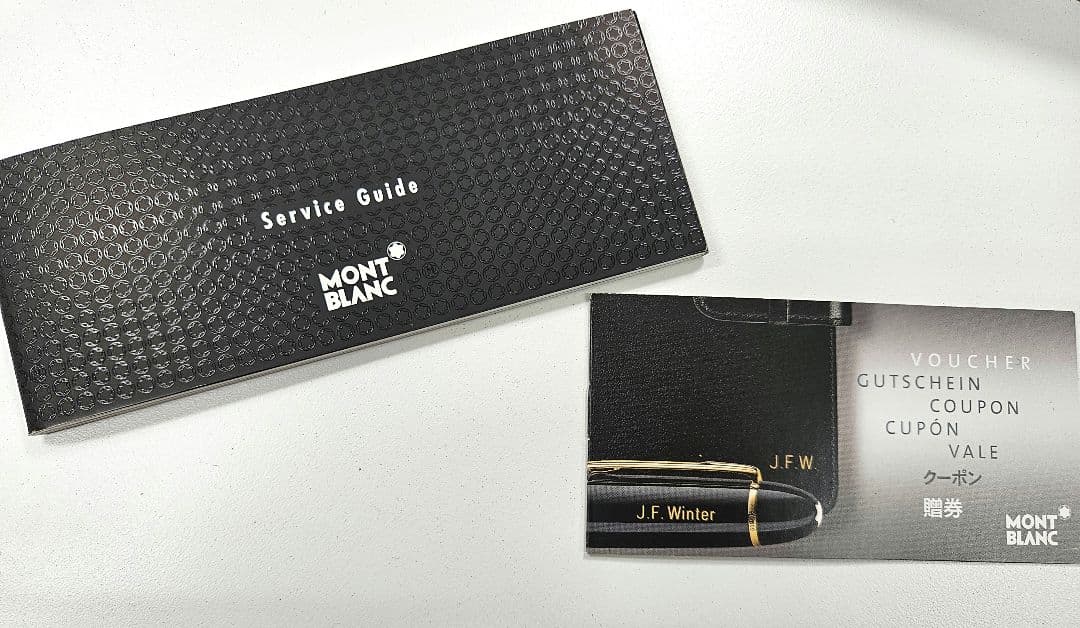 Service Guide
MONT
BLANC
VOUCHER
GUTSCHEIN
COUPON
CUPÓN
VALE
クーポン
贈券
J.F.W.
J.F. Winter
MONT
BLANC